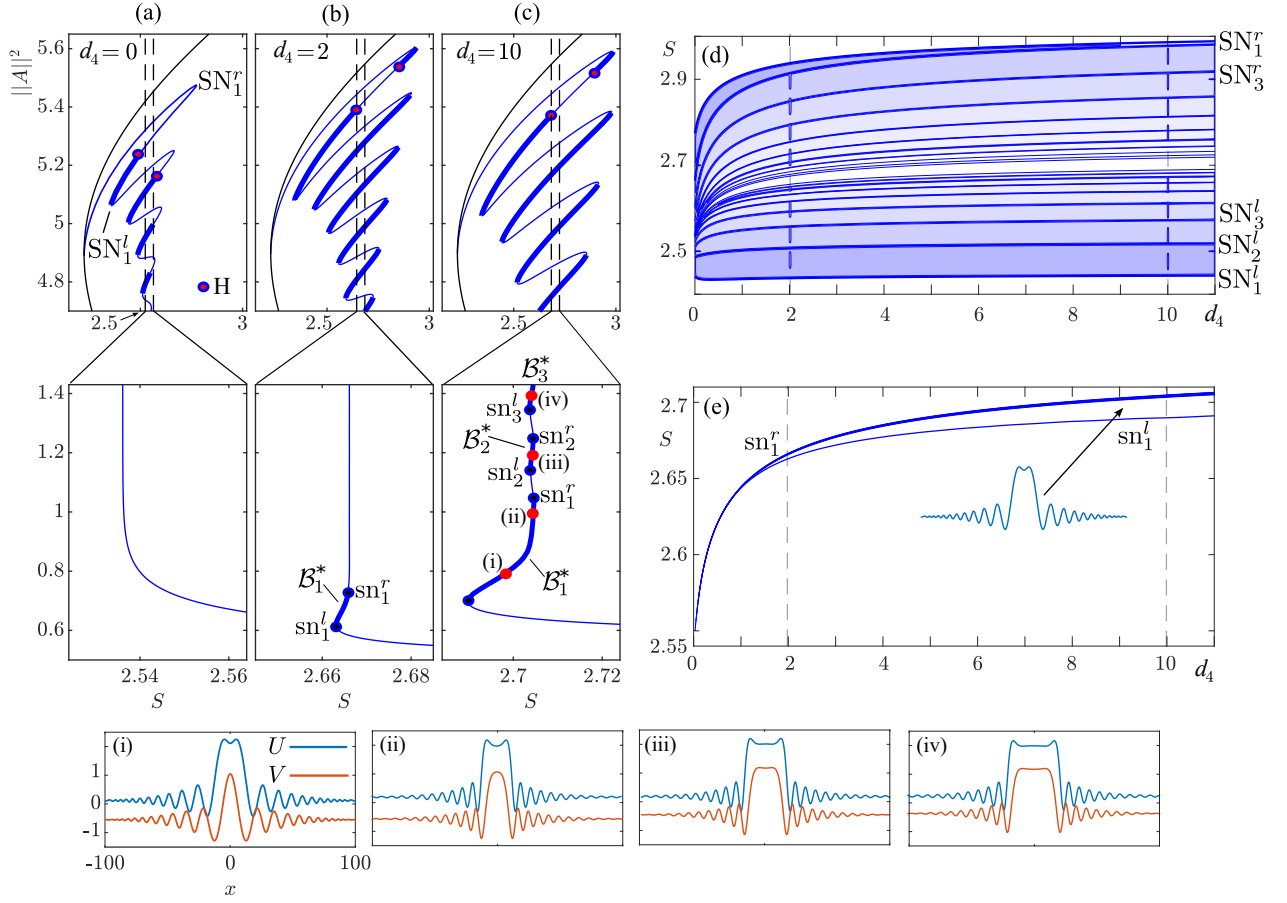 (a)
(b)
(c)
d₄=0
d₄=2
d₄=10
||A||²
5.6
5.4
5.2
5
4.8
SN₁ʳ
SN₁ˡ
H
2.5 3
2.5 3
2.5 3
(d)
S
2.9
2.7
2.5
SN₁ʳ
SN₃ʳ
SN₃ˡ
SN₂ˡ
SN₁ˡ
0 2 4 6 8 10 d₄
1.4
1.2
1
0.8
0.6
2.54 2.56
S
ℬ₁*
sn₁ʳ
sn₁ˡ
2.66 2.68
S
ℬ₃*
(iv)
sn₃ˡ
ℬ₂*
sn₂ʳ
(iii)
sn₂ˡ
sn₁ʳ
(ii)
(i)
ℬ₁*
2.7 2.72
S
(e)
S
2.7
2.65
2.6
2.55
sn₁ʳ
sn₁ˡ
0 2 4 6 8 10 d₄
(i)
U
V
1
0
-1
-100 0 100
x
(ii)
(iii)
(iv)